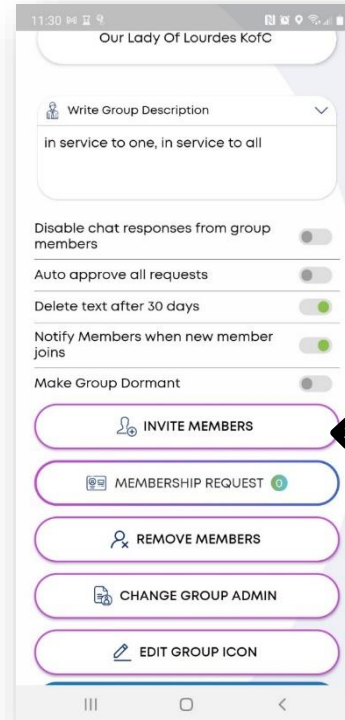 11:30
Our Lady Of Lourdes KofC
Write Group Description
in service to one, in service to all
Disable chat responses from group
members
Auto approve all requests
Delete text after 30 days
Notify Members when new member
joins
Make Group Dormant
INVITE MEMBERS
MEMBERSHIP REQUEST 0
REMOVE MEMBERS
CHANGE GROUP ADMIN
EDIT GROUP ICON